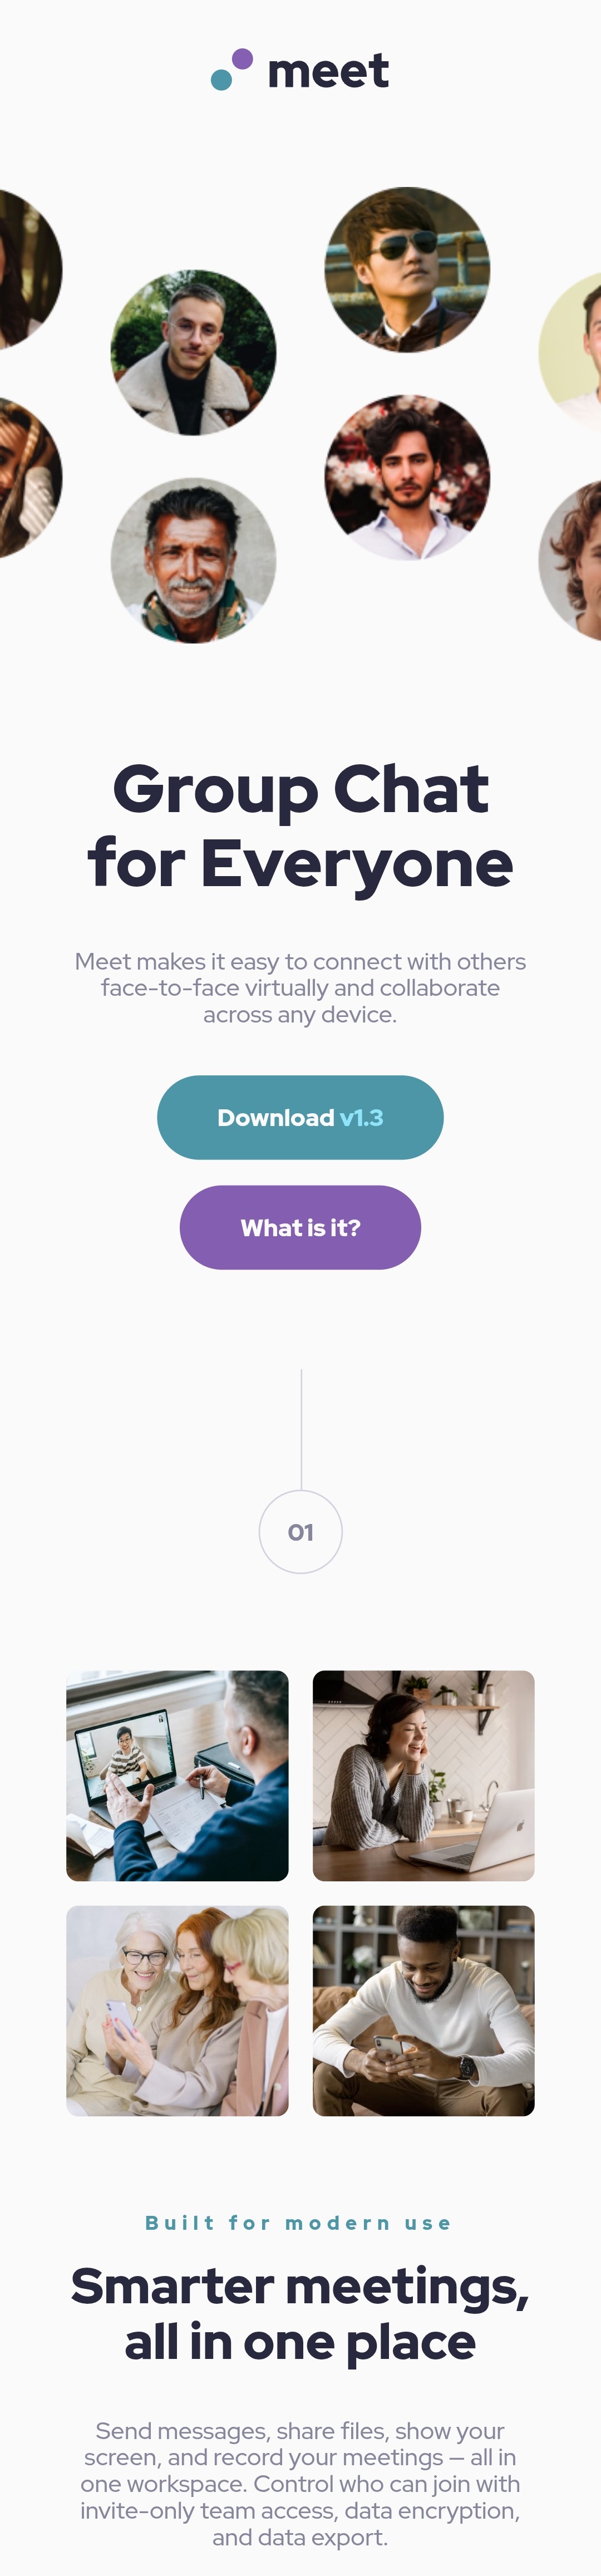 meet
Group Chat
for Everyone
Meet makes it easy to connect with others
face-to-face virtually and collaborate
across any device.
Download v1.3
What is it?
01
Built for modern use
Smarter meetings,
all in one place
Send messages, share files, show your
screen, and record your meetings — all in
one workspace. Control who can join with
invite-only team access, data encryption,
and data export.